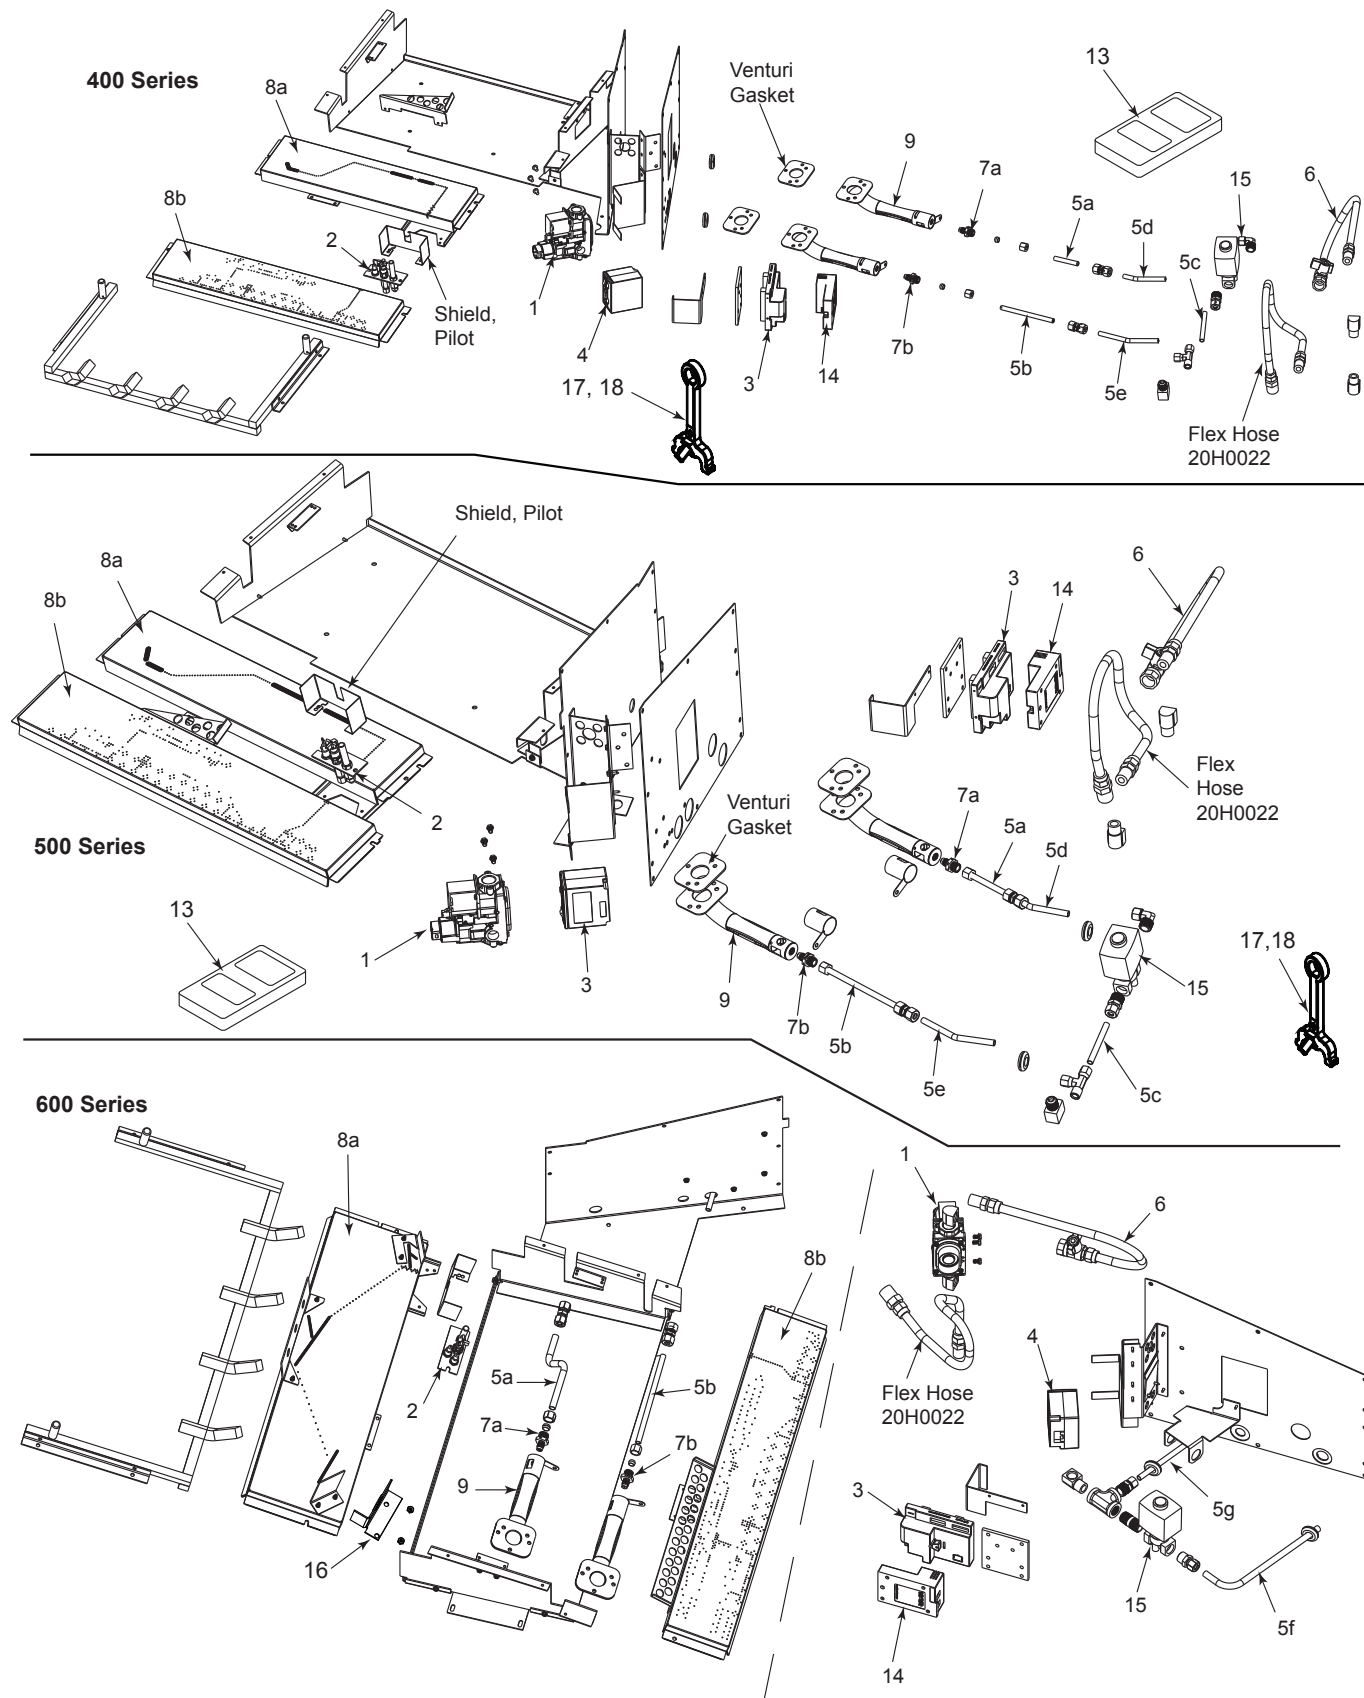 400 Series
8a
8b
2
Shield,
Pilot
1
4
Venturi
Gasket
9
7a
7b
3
14
13
5a
5d
5b
5e
5c
15
6
Flex Hose
20H0022
17, 18
Shield, Pilot
8a
8b
2
500 Series
13
1
3
Venturi
Gasket
9
7b
5b
5e
7a
5a
5d
3
14
6
Flex
Hose
20H0022
15
5c
17,18
600 Series
8a
2
16
5a
7a
9
5b
7b
8b
1
6
Flex Hose
20H0022
4
5g
3
14
15
5f